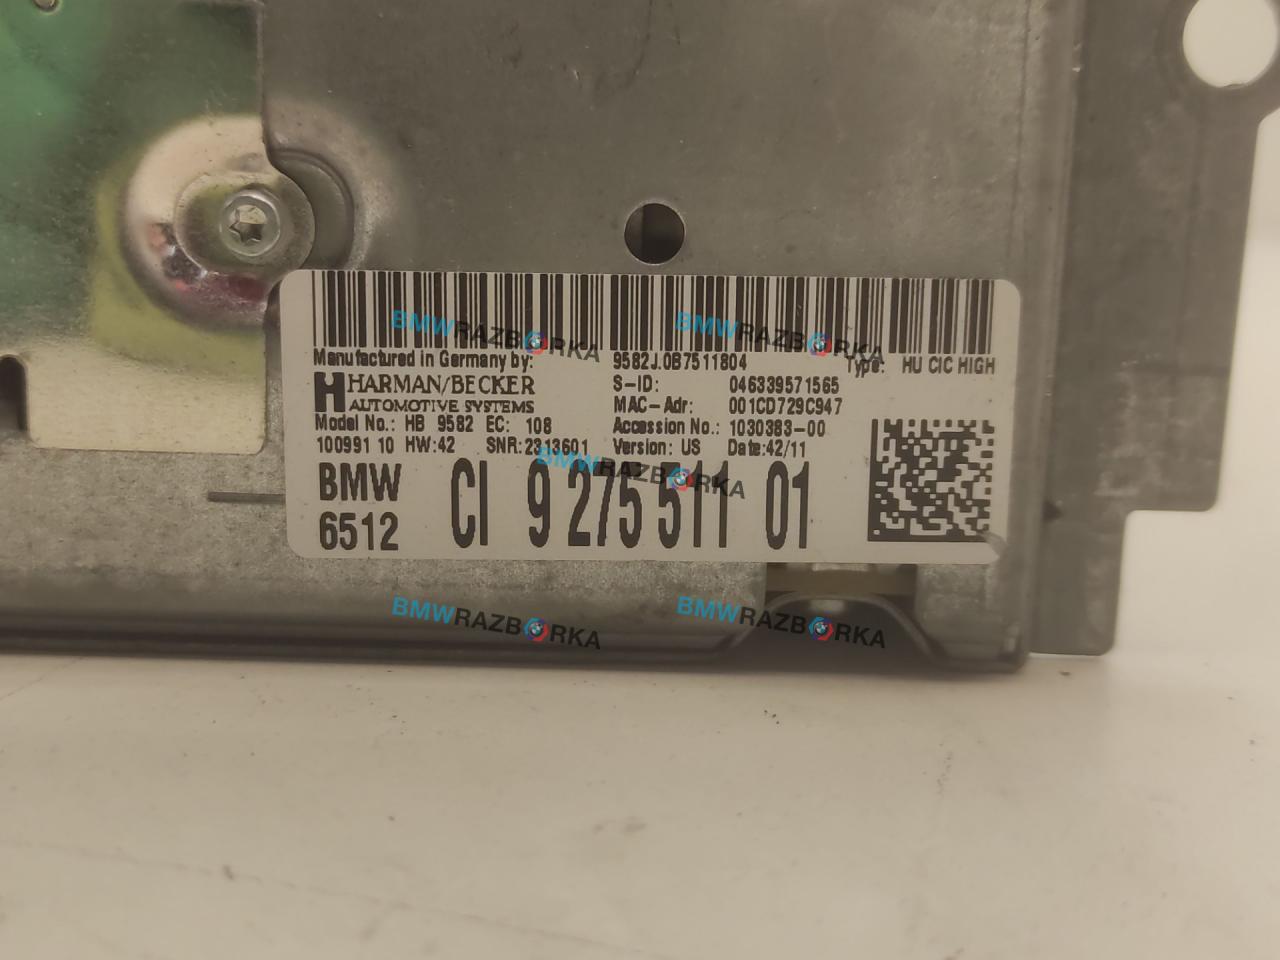 Manufactured in Germany by: 9582J.0B7511804 Type: HU CIC HIGH
HARMAN/BECKER S-ID: 046339571565
AUTOMOTIVE SYSTEMS MAC-Adr: 001CD729C947
Model No.: HB 9582 EC: 108 Accession No.: 1030383-00
10099110 HW:42 SNR:2313601 Version: US Date:42/11
BMW CI 9 275 511 01
6512
BMWRAZBORKA
BMWRAZBORKA
BMWRAZBORKA
BMWRAZBORKA
BMWRAZBORKA